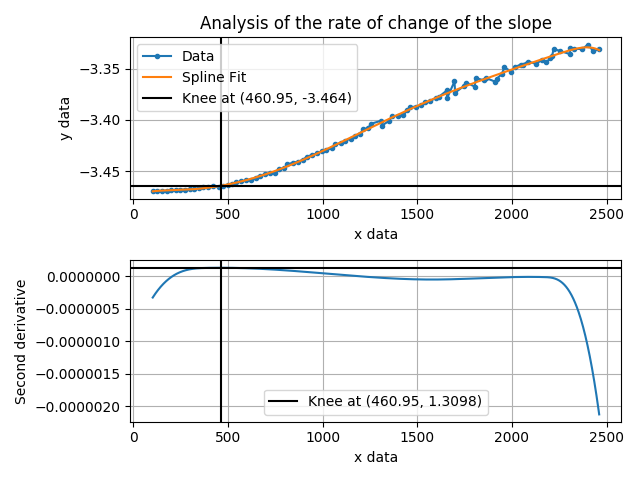 Analysis of the rate of change of the slope
Data
Spline Fit
Knee at (460.95, -3.464)
y data
−3.35
−3.40
−3.45
0 500 1000 1500 2000 2500
x data
Second derivative
0.0000000
−0.0000005
−0.0000010
−0.0000015
−0.0000020
Knee at (460.95, 1.3098)
0 500 1000 1500 2000 2500
x data